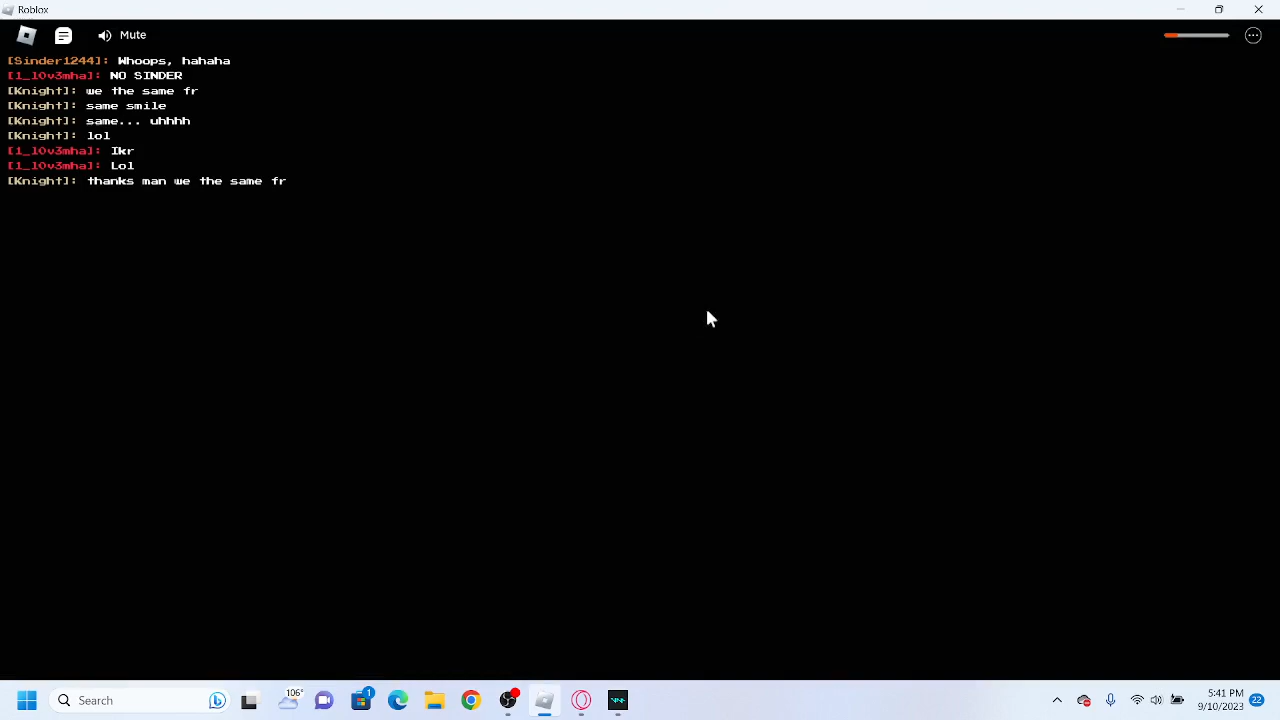 Roblox
Mute
[Sinder1244]: Whoops, hahaha
[1_l0v3mha]: NO SINDER
[Knight]: we the same fr
[Knight]: same smile
[Knight]: same... uhhhh
[Knight]: lol
[1_l0v3mha]: Ikr
[1_l0v3mha]: Lol
[Knight]: thanks man we the same fr
Search
106°
1
5:41 PM
9/10/2023
22